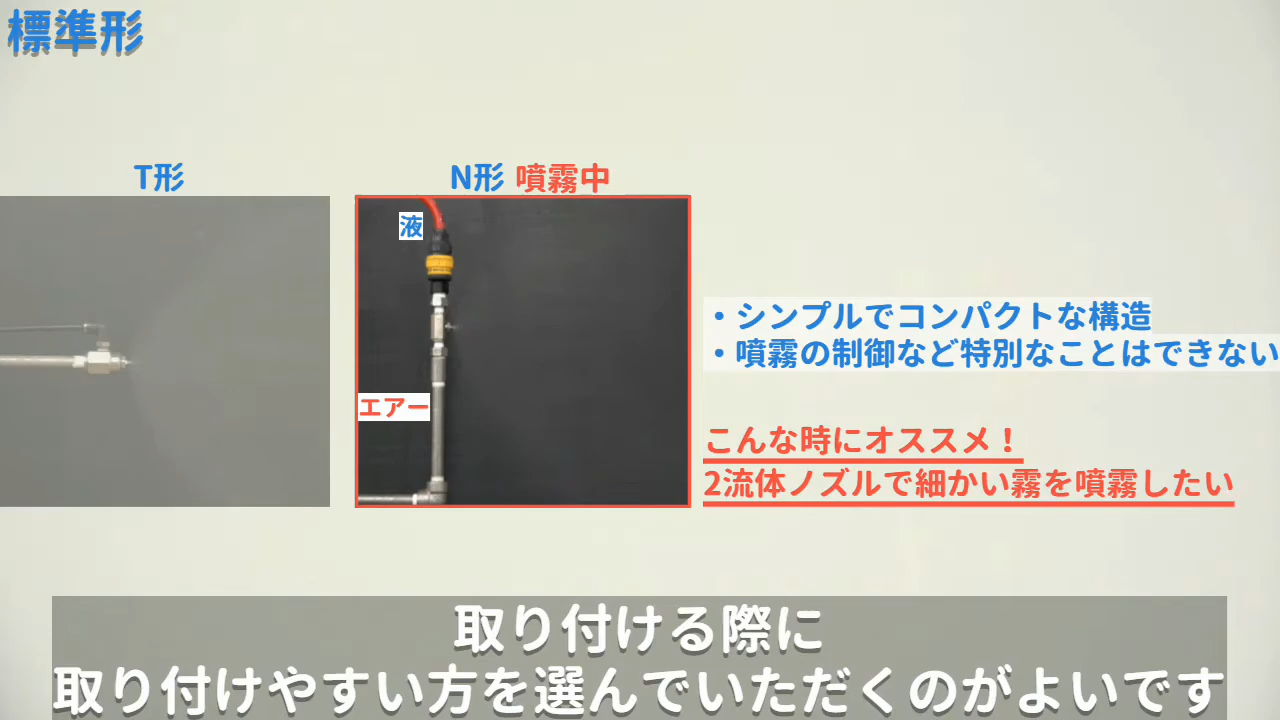 標準形
T形
N形 噴霧中
液
エアー
・シンプルでコンパクトな構造
・噴霧の制御など特別なことはできない
こんな時にオススメ！
2流体ノズルで細かい霧を噴霧したい
取り付ける際に
取り付けやすい方を選んでいただくのがよいです